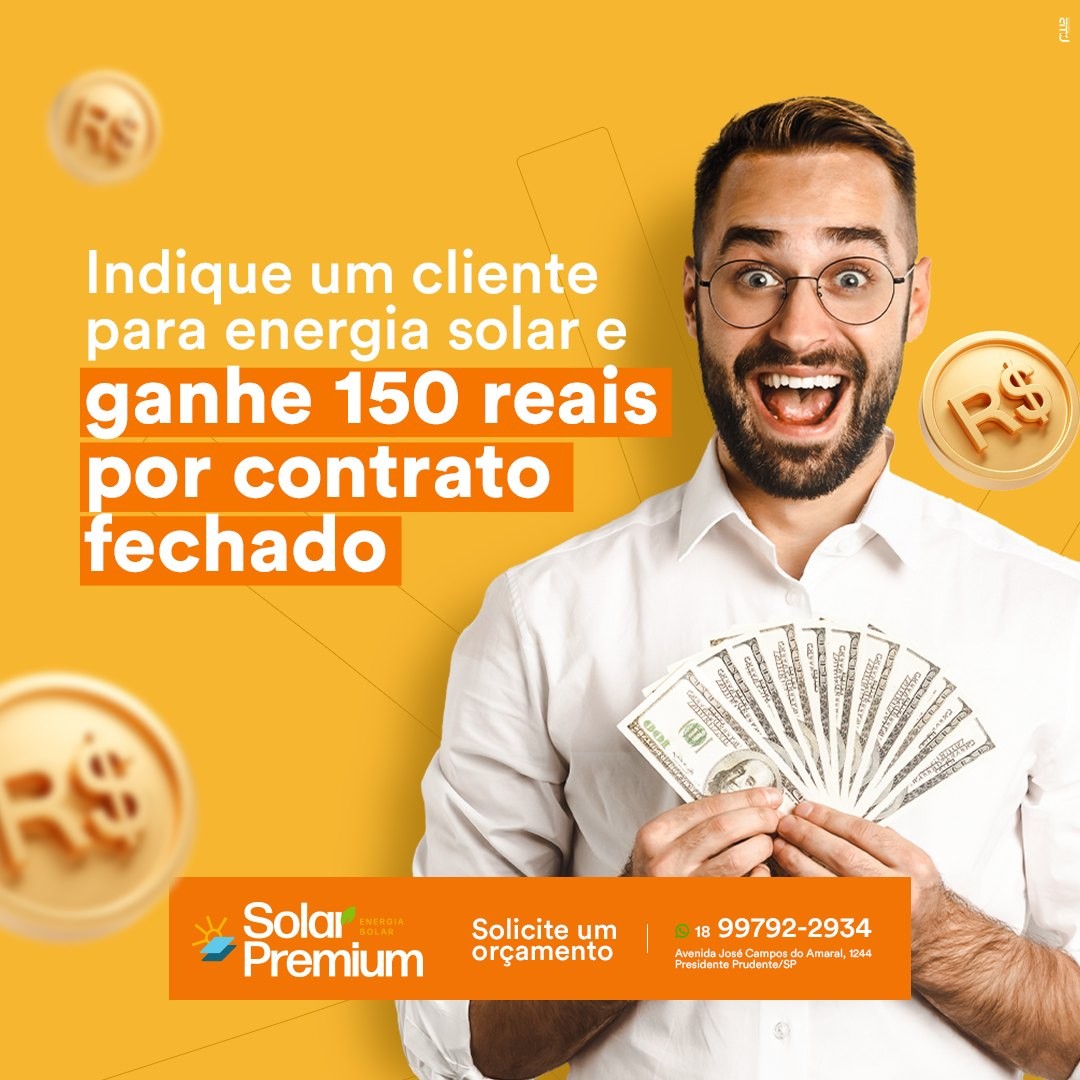 R$
Indique um cliente
para energia solar e
ganhe 150 reais
por contrato
fechado
R$
R$
Solar
Premium
ENERGIA
SOLAR
Solicite um
orçamento
18 99792-2934
Avenida José Campos do Amaral, 1244
Presidente Prudente/SP